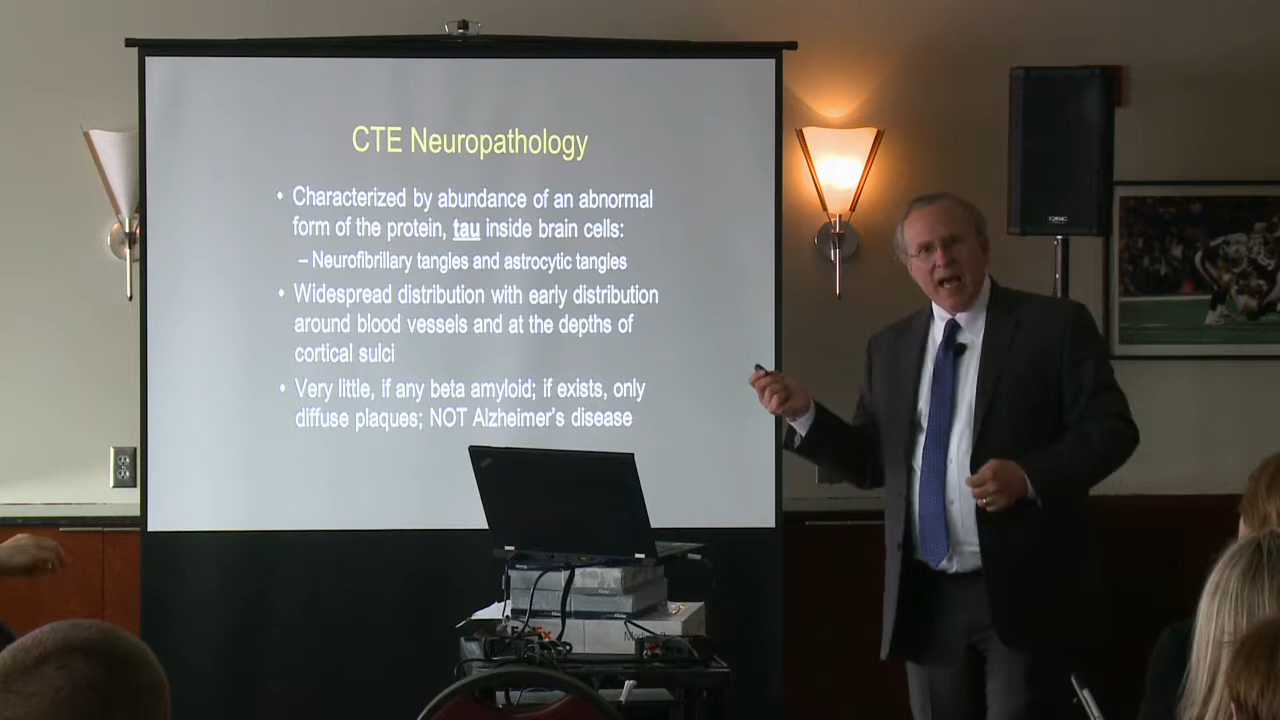 CTE Neuropathology
• Characterized by abundance of an abnormal
form of the protein, tau inside brain cells:
– Neurofibrillary tangles and astrocytic tangles
• Widespread distribution with early distribution
around blood vessels and at the depths of
cortical sulci
• Very little, if any beta amyloid; if exists, only
diffuse plaques; NOT Alzheimer's disease
FedEx